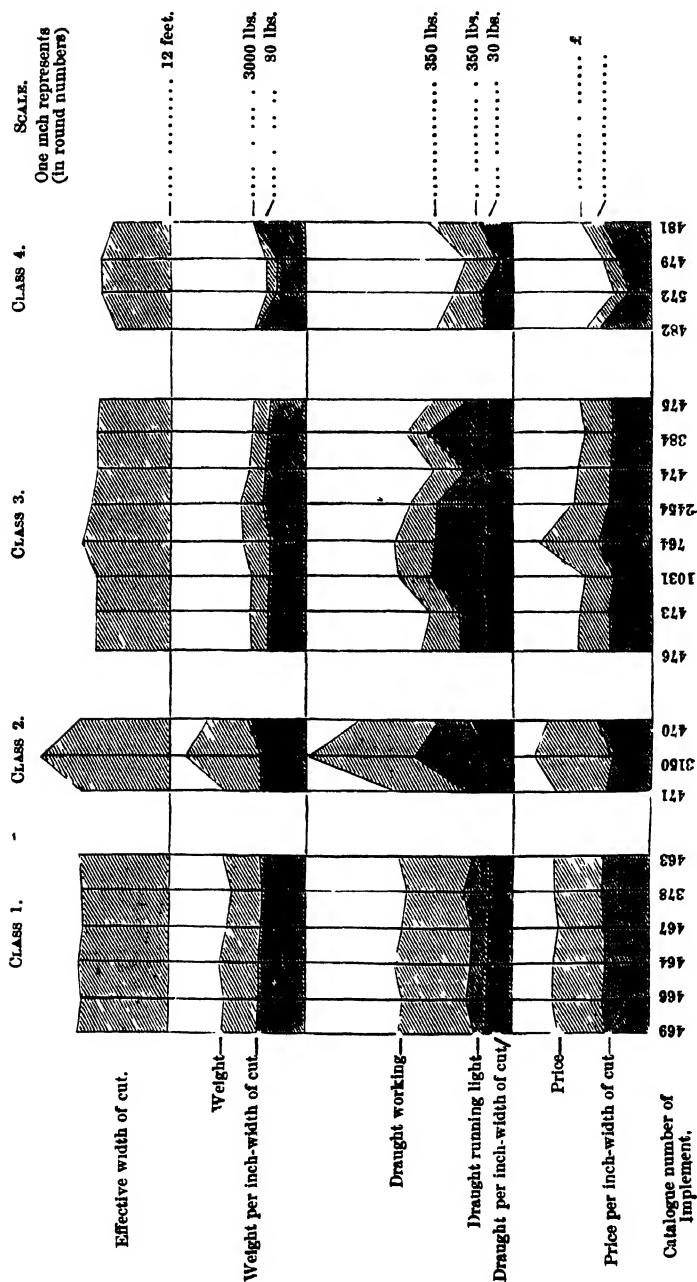 SCALE.
One inch represents
(in round numbers)
CLASS 1.
CLASS 2.
CLASS 3.
CLASS 4.
Effective width of cut.
12 feet.
Weight
3000 lbs.
Weight per inch-width of cut.
80 lbs.
Draught working
350 lbs.
Draught running light
350 lbs.
Draught per inch-width of cut
30 lbs.
Price
£
Price per inch-width of cut
Catalogue number of
Implement.
469 466 464 467 378 463 471 3150 470 476 473 1031 764 2454 474 384 475 482 572 479 481